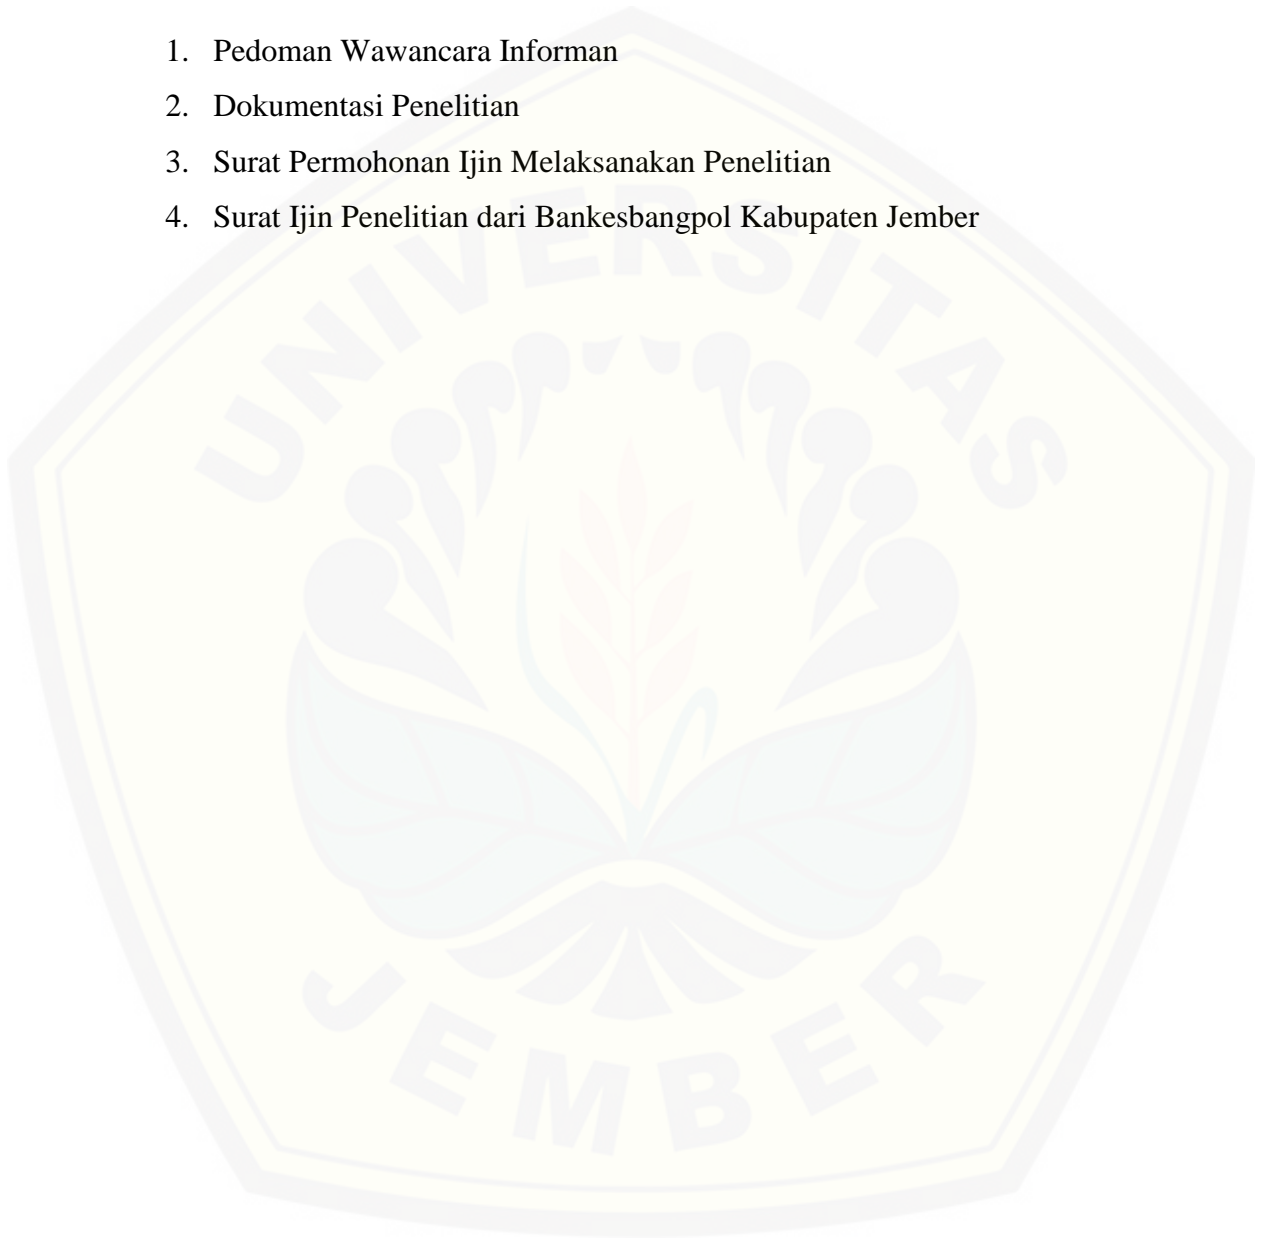 1. Pedoman Wawancara Informan
2. Dokumentasi Penelitian
3. Surat Permohonan Ijin Melaksanakan Penelitian
4. Surat Ijin Penelitian dari Bankesbangpol Kabupaten Jember
UNIVERSITAS
JEMBER